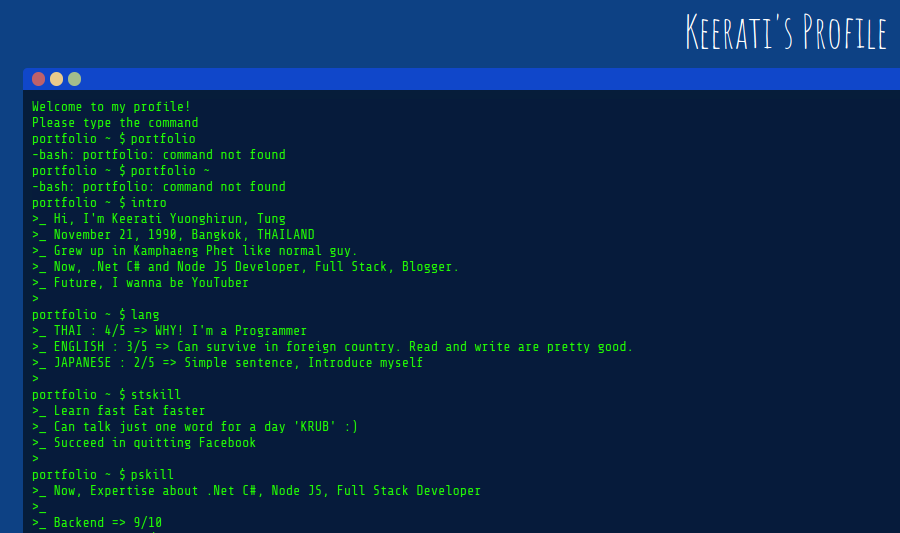 Keerati's Profile
Welcome to my profile!
Please type the command
portfolio ~ $ portfolio
-bash: portfolio: command not found
portfolio ~ $ portfolio ~
-bash: portfolio: command not found
portfolio ~ $ intro
>_ Hi, I'm Keerati Yuonghirun, Tung
>_ November 21, 1990, Bangkok, THAILAND
>_ Grew up in Kamphaeng Phet like normal guy.
>_ Now, .Net C# and Node JS Developer, Full Stack, Blogger.
>_ Future, I wanna be YouTuber
>
portfolio ~ $ lang
>_ THAI : 4/5 => WHY! I'm a Programmer
>_ ENGLISH : 3/5 => Can survive in foreign country. Read and write are pretty good.
>_ JAPANESE : 2/5 => Simple sentence, Introduce myself
>
portfolio ~ $ stskill
>_ Learn fast Eat faster
>_ Can talk just one word for a day 'KRUB' :)
>_ Succeed in quitting Facebook
>
portfolio ~ $ pskill
>_ Now, Expertise about .Net C#, Node JS, Full Stack Developer
>_
>_ Backend => 9/10